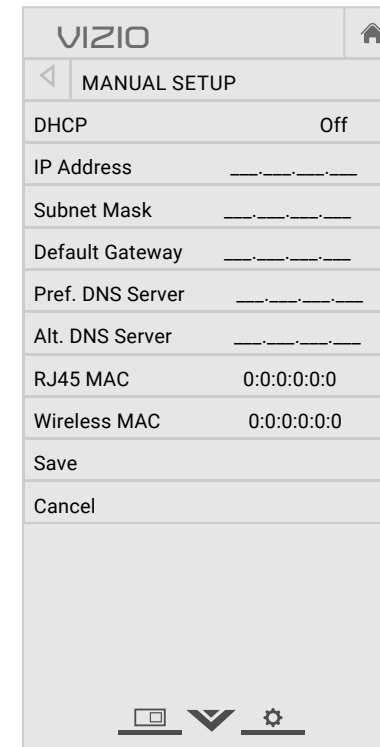 VIZIO
MANUAL SETUP
DHCP Off
IP Address ___.___.___.___
Subnet Mask ___.___.___.___
Default Gateway ___.___.___.___
Pref. DNS Server ___.___.___.___
Alt. DNS Server ___.___.___.___
RJ45 MAC 0:0:0:0:0:0
Wireless MAC 0:0:0:0:0:0
Save
Cancel